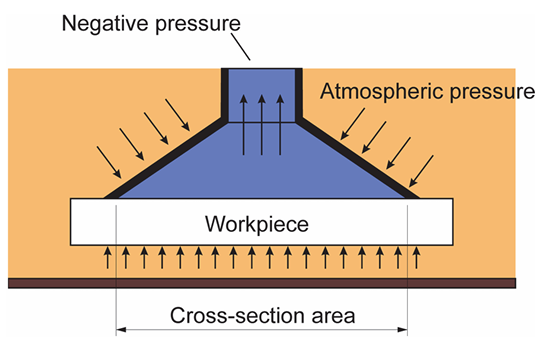 Negative pressure
Atmospheric pressure
Workpiece
Cross-section area